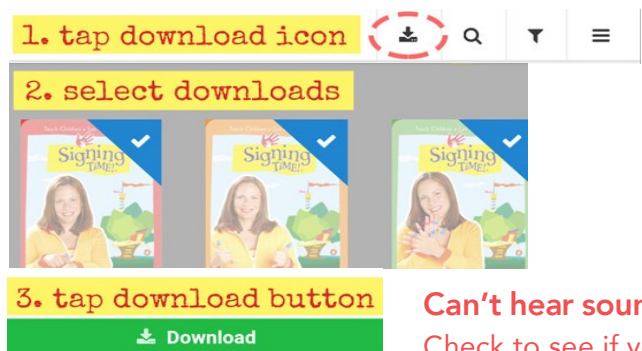 1. tap download icon
2. select downloads
Signing TIME!
Signing TIME!
Signing TIME!
3. tap download button
Download
Can't hear
Check to see if